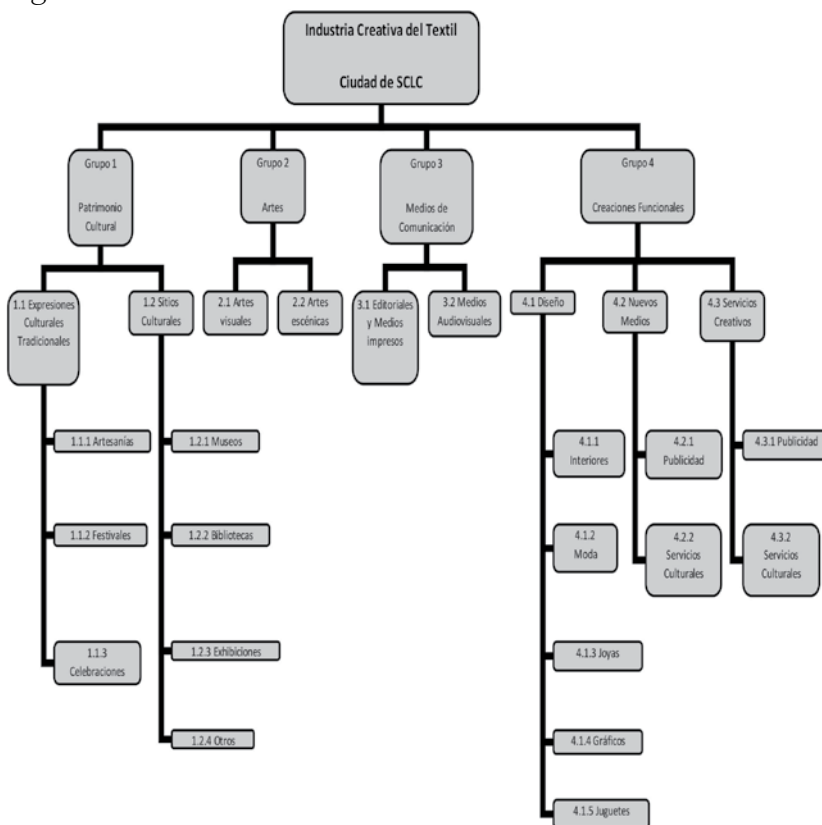 Industria Creativa del Textil
Ciudad de SCLC
Grupo 1
Patrimonio
Cultural
Grupo 2
Artes
Grupo 3
Medios de
Comunicación
Grupo 4
Creaciones Funcionales
1.1 Expresiones
Culturales
Tradicionales
1.2 Sitios
Culturales
2.1 Artes
visuales
2.2 Artes
escénicas
3.1 Editoriales
y Medios
impresos
3.2 Medios
Audiovisuales
4.1 Diseño
4.2 Nuevos
Medios
4.3 Servicios
Creativos
1.1.1 Artesanías
1.1.2 Festivales
1.1.3
Celebraciones
1.2.1 Museos
1.2.2 Bibliotecas
1.2.3 Exhibiciones
1.2.4 Otros
4.1.1
Interiores
4.1.2
Moda
4.1.3 Joyas
4.1.4 Gráficos
4.1.5 Juguetes
4.2.1
Publicidad
4.2.2
Servicios
Culturales
4.3.1 Publicidad
4.3.2
Servicios
Culturales